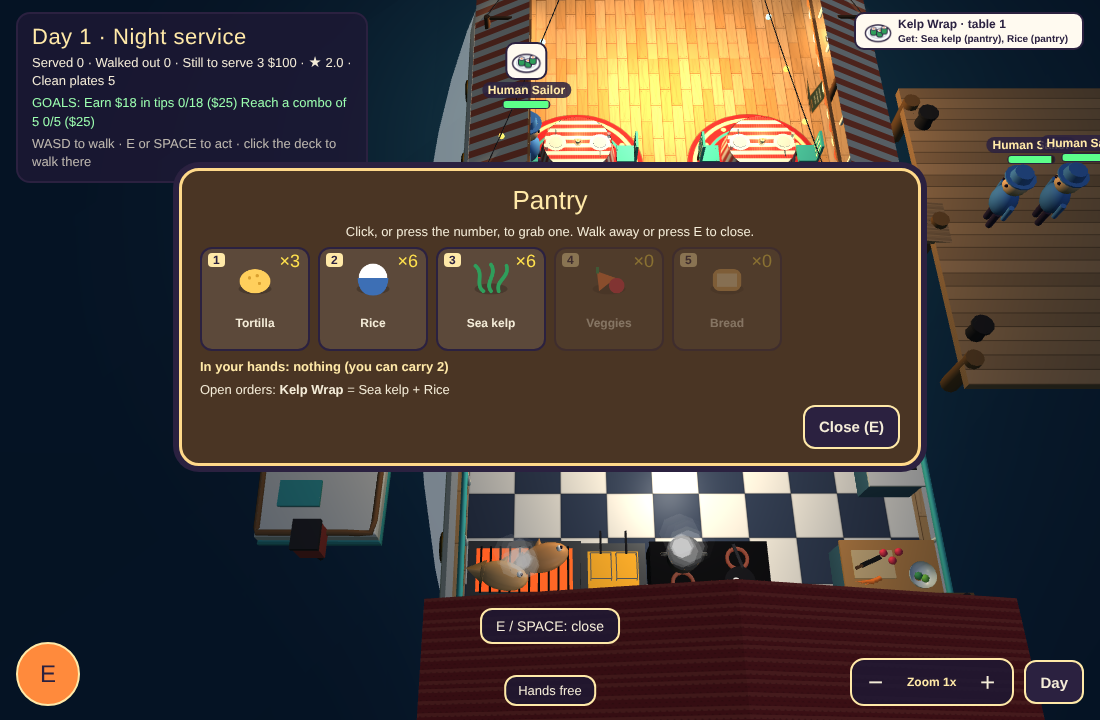 Day 1 · Night service
Served 0 · Walked out 0 · Still to serve 3 $100 · ★ 2.0 ·
Clean plates 5
GOALS: Earn $18 in tips 0/18 ($25) Reach a combo of
5 0/5 ($25)
WASD to walk · E or SPACE to act · click the deck to
walk there
Kelp Wrap · table 1
Get: Sea kelp (pantry), Rice (pantry)
Human Sailor
Human S
Human Sa
Pantry
Click, or press the number, to grab one. Walk away or press E to close.
1 ×3 2 ×6 3 ×6 4 ×0 5 ×0
Tortilla Rice Sea kelp Veggies Bread
In your hands: nothing (you can carry 2)
Open orders: Kelp Wrap = Sea kelp + Rice
Close (E)
E / SPACE: close
E
Hands free
− Zoom 1x +
Day